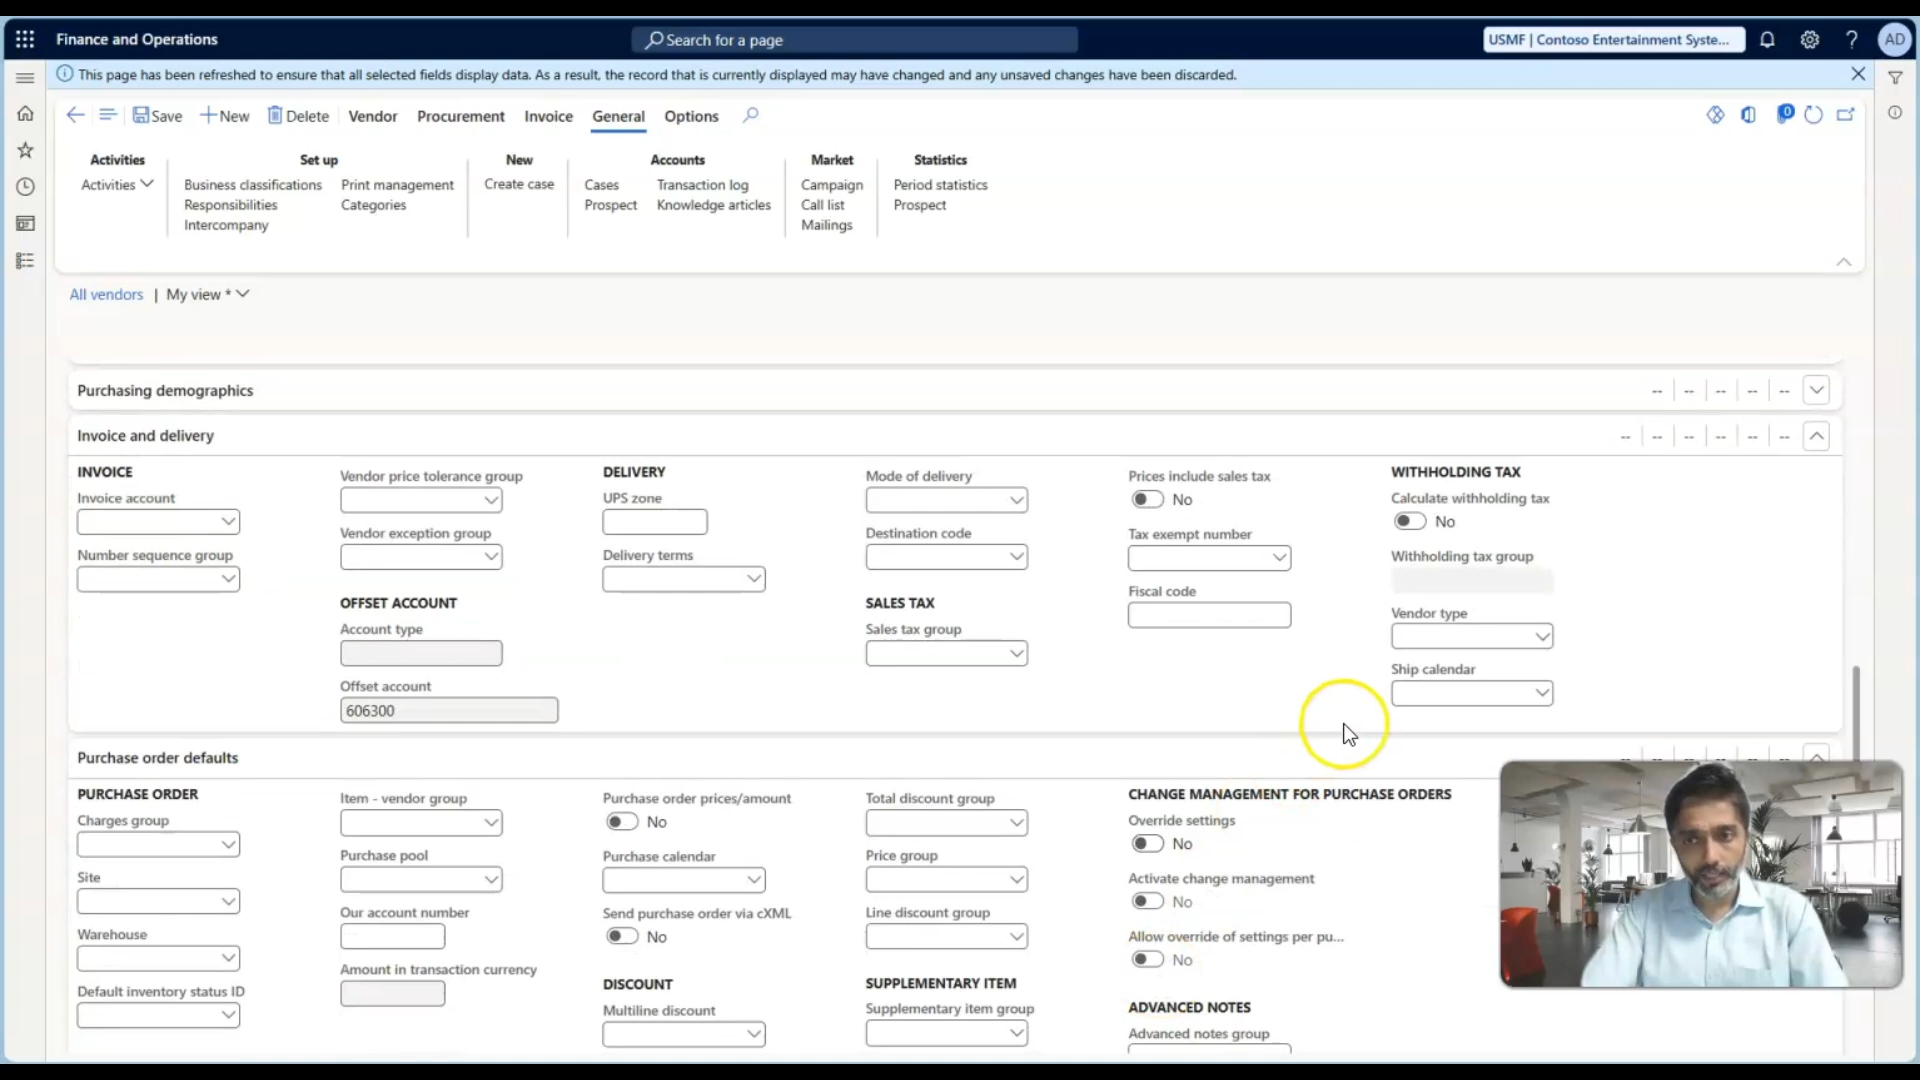 Finance and Operations
Search for a page
USMF | Contoso Entertainment Syste...
AD
This page has been refreshed to ensure that all selected fields display data. As a result, the record that is currently displayed may have changed and any unsaved changes have been discarded.
Save
New
Delete
Vendor
Procurement
Invoice
General
Options
0
Activities
Set up
New
Accounts
Market
Statistics
Activities
Business classifications
Print management
Create case
Cases
Transaction log
Campaign
Period statistics
Responsibilities
Categories
Prospect
Knowledge articles
Call list
Prospect
Intercompany
Mailings
All vendors | My view *
Purchasing demographics
-- -- -- -- --
Invoice and delivery
-- -- -- -- -- --
INVOICE
Invoice account
Number sequence group
Vendor price tolerance group
Vendor exception group
OFFSET ACCOUNT
Account type
Offset account
606300
DELIVERY
UPS zone
Delivery terms
Mode of delivery
Destination code
SALES TAX
Sales tax group
Prices include sales tax
No
Tax exempt number
Fiscal code
WITHHOLDING TAX
Calculate withholding tax
No
Withholding tax group
Vendor type
Ship calendar
Purchase order defaults
PURCHASE ORDER
Charges group
Site
Warehouse
Default inventory status ID
Item - vendor group
Purchase pool
Our account number
Amount in transaction currency
Purchase order prices/amount
No
Purchase calendar
Send purchase order via cXML
No
DISCOUNT
Multiline discount
Total discount group
Price group
Line discount group
SUPPLEMENTARY ITEM
Supplementary item group
CHANGE MANAGEMENT FOR PURCHASE ORDERS
Override settings
No
Activate change management
No
Allow override of settings per pu...
No
ADVANCED NOTES
Advanced notes group